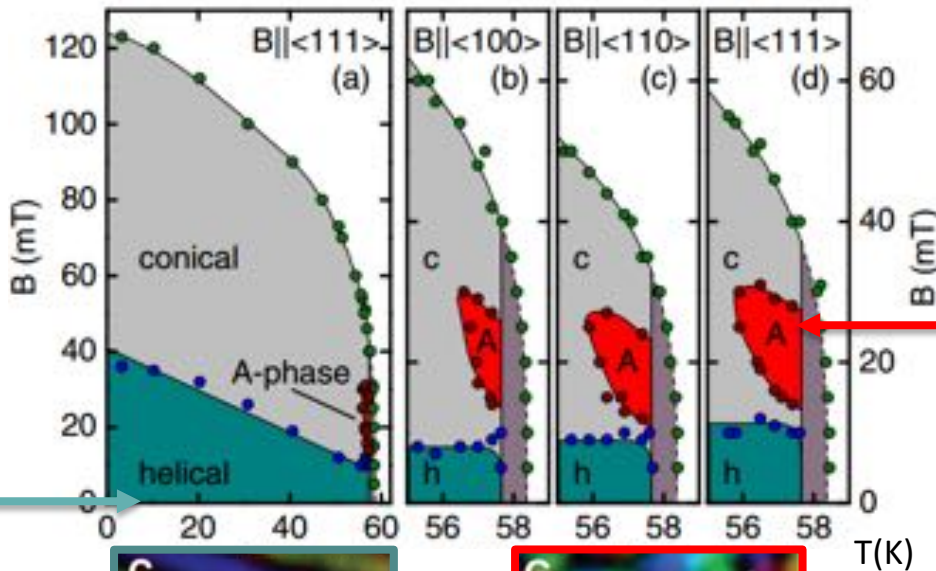 120
100
80
60
40
20
0
B (mT)
B||<111>
(a)
conical
A-phase
helical
0 20 40 60
B||<100>
(b)
c
A
h
56 58
B||<110>
(c)
c
A
h
56 58
B||<111>
(d)
c
A
h
56 58
60
40
20
0
B (mT)
T(K)